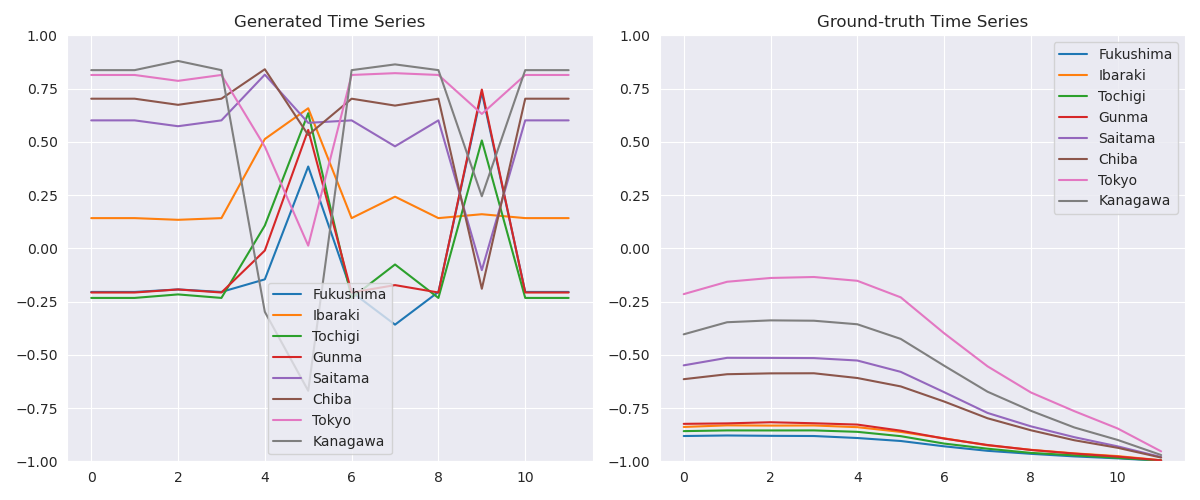 Generated Time Series
1.00
0.75
0.50
0.25
0.00
−0.25
−0.50
−0.75
−1.00
0 2 4 6 8 10
Fukushima
Ibaraki
Tochigi
Gunma
Saitama
Chiba
Tokyo
Kanagawa
Ground-truth Time Series
1.00
0.75
0.50
0.25
0.00
−0.25
−0.50
−0.75
−1.00
0 2 4 6 8 10
Fukushima
Ibaraki
Tochigi
Gunma
Saitama
Chiba
Tokyo
Kanagawa